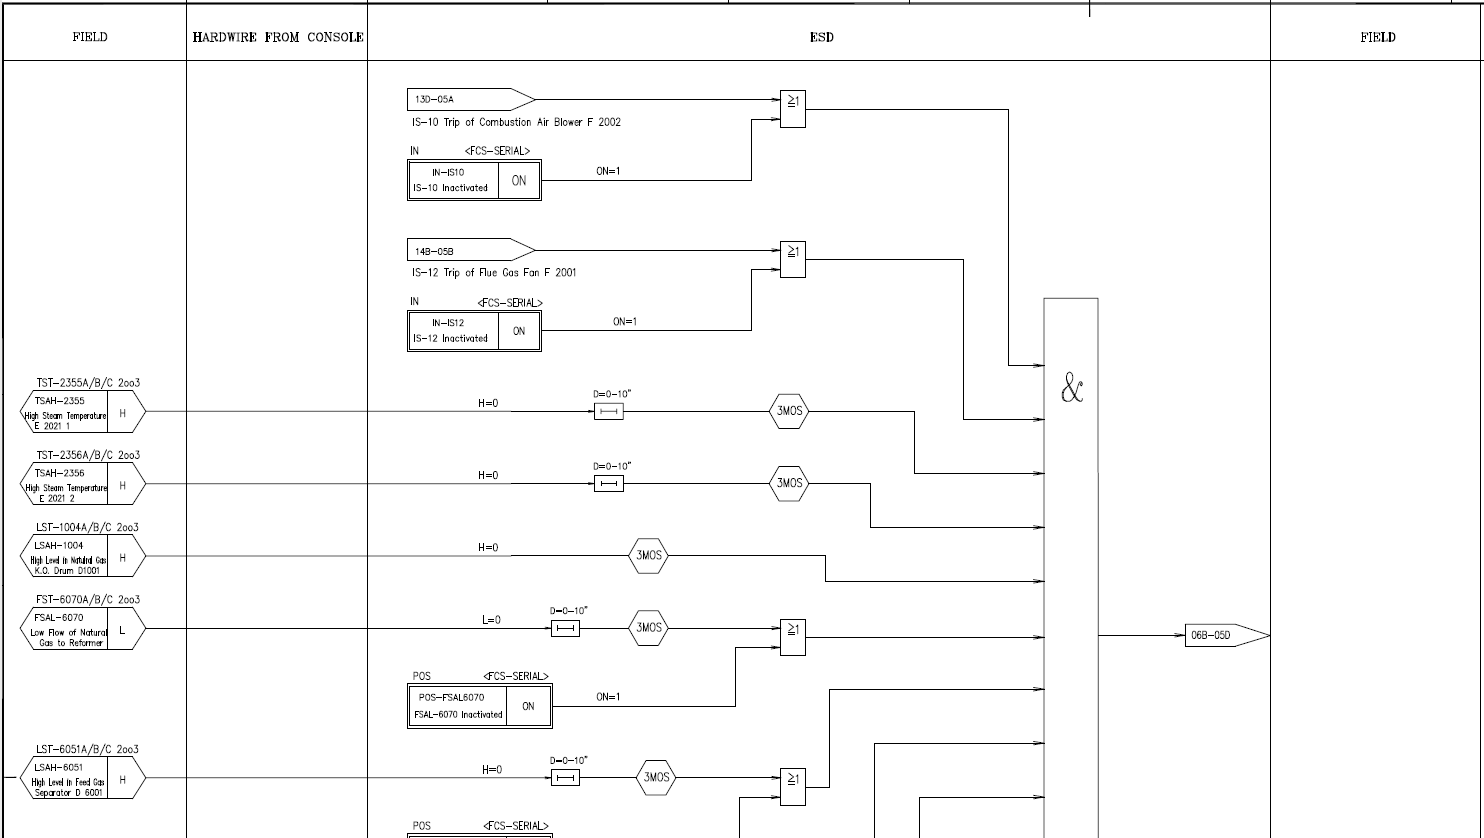 FIELD
HARDWIRE FROM CONSOLE
ESD
FIELD
13D-05A
≥1
IS-10 Trip of Combustion Air Blower F 2002
IN <FCS-SERIAL>
IN-IS10
IS-10 Inactivated
ON
ON=1
14B-05B
≥1
IS-12 Trip of Flue Gas Fan F 2001
IN <FCS-SERIAL>
IN-IS12
IS-12 Inactivated
ON
ON=1
&
TST-2355A/B/C 2oo3
TSAH-2355
High Steam Temperature
E 2021 1
H
H=0
D=0-10"
3MOS
TST-2356A/B/C 2oo3
TSAH-2356
High Steam Temperature
E 2021 2
H
H=0
D=0-10"
3MOS
LST-1004A/B/C 2oo3
LSAH-1004
High Level in Natural Gas
K.O. Drum D1001
H
H=0
3MOS
FST-6070A/B/C 2oo3
FSAL-6070
Low Flow of Natural
Gas to Reformer
L
L=0
D=0-10"
3MOS
≥1
06B-05D
POS <FCS-SERIAL>
POS-FSAL6070
FSAL-6070 Inactivated
ON
ON=1
LST-6051A/B/C 2oo3
LSAH-6051
High Level in Feed Gas
Separator D 6001
H
H=0
D=0-10"
3MOS
≥1
POS <FCS-SERIAL>